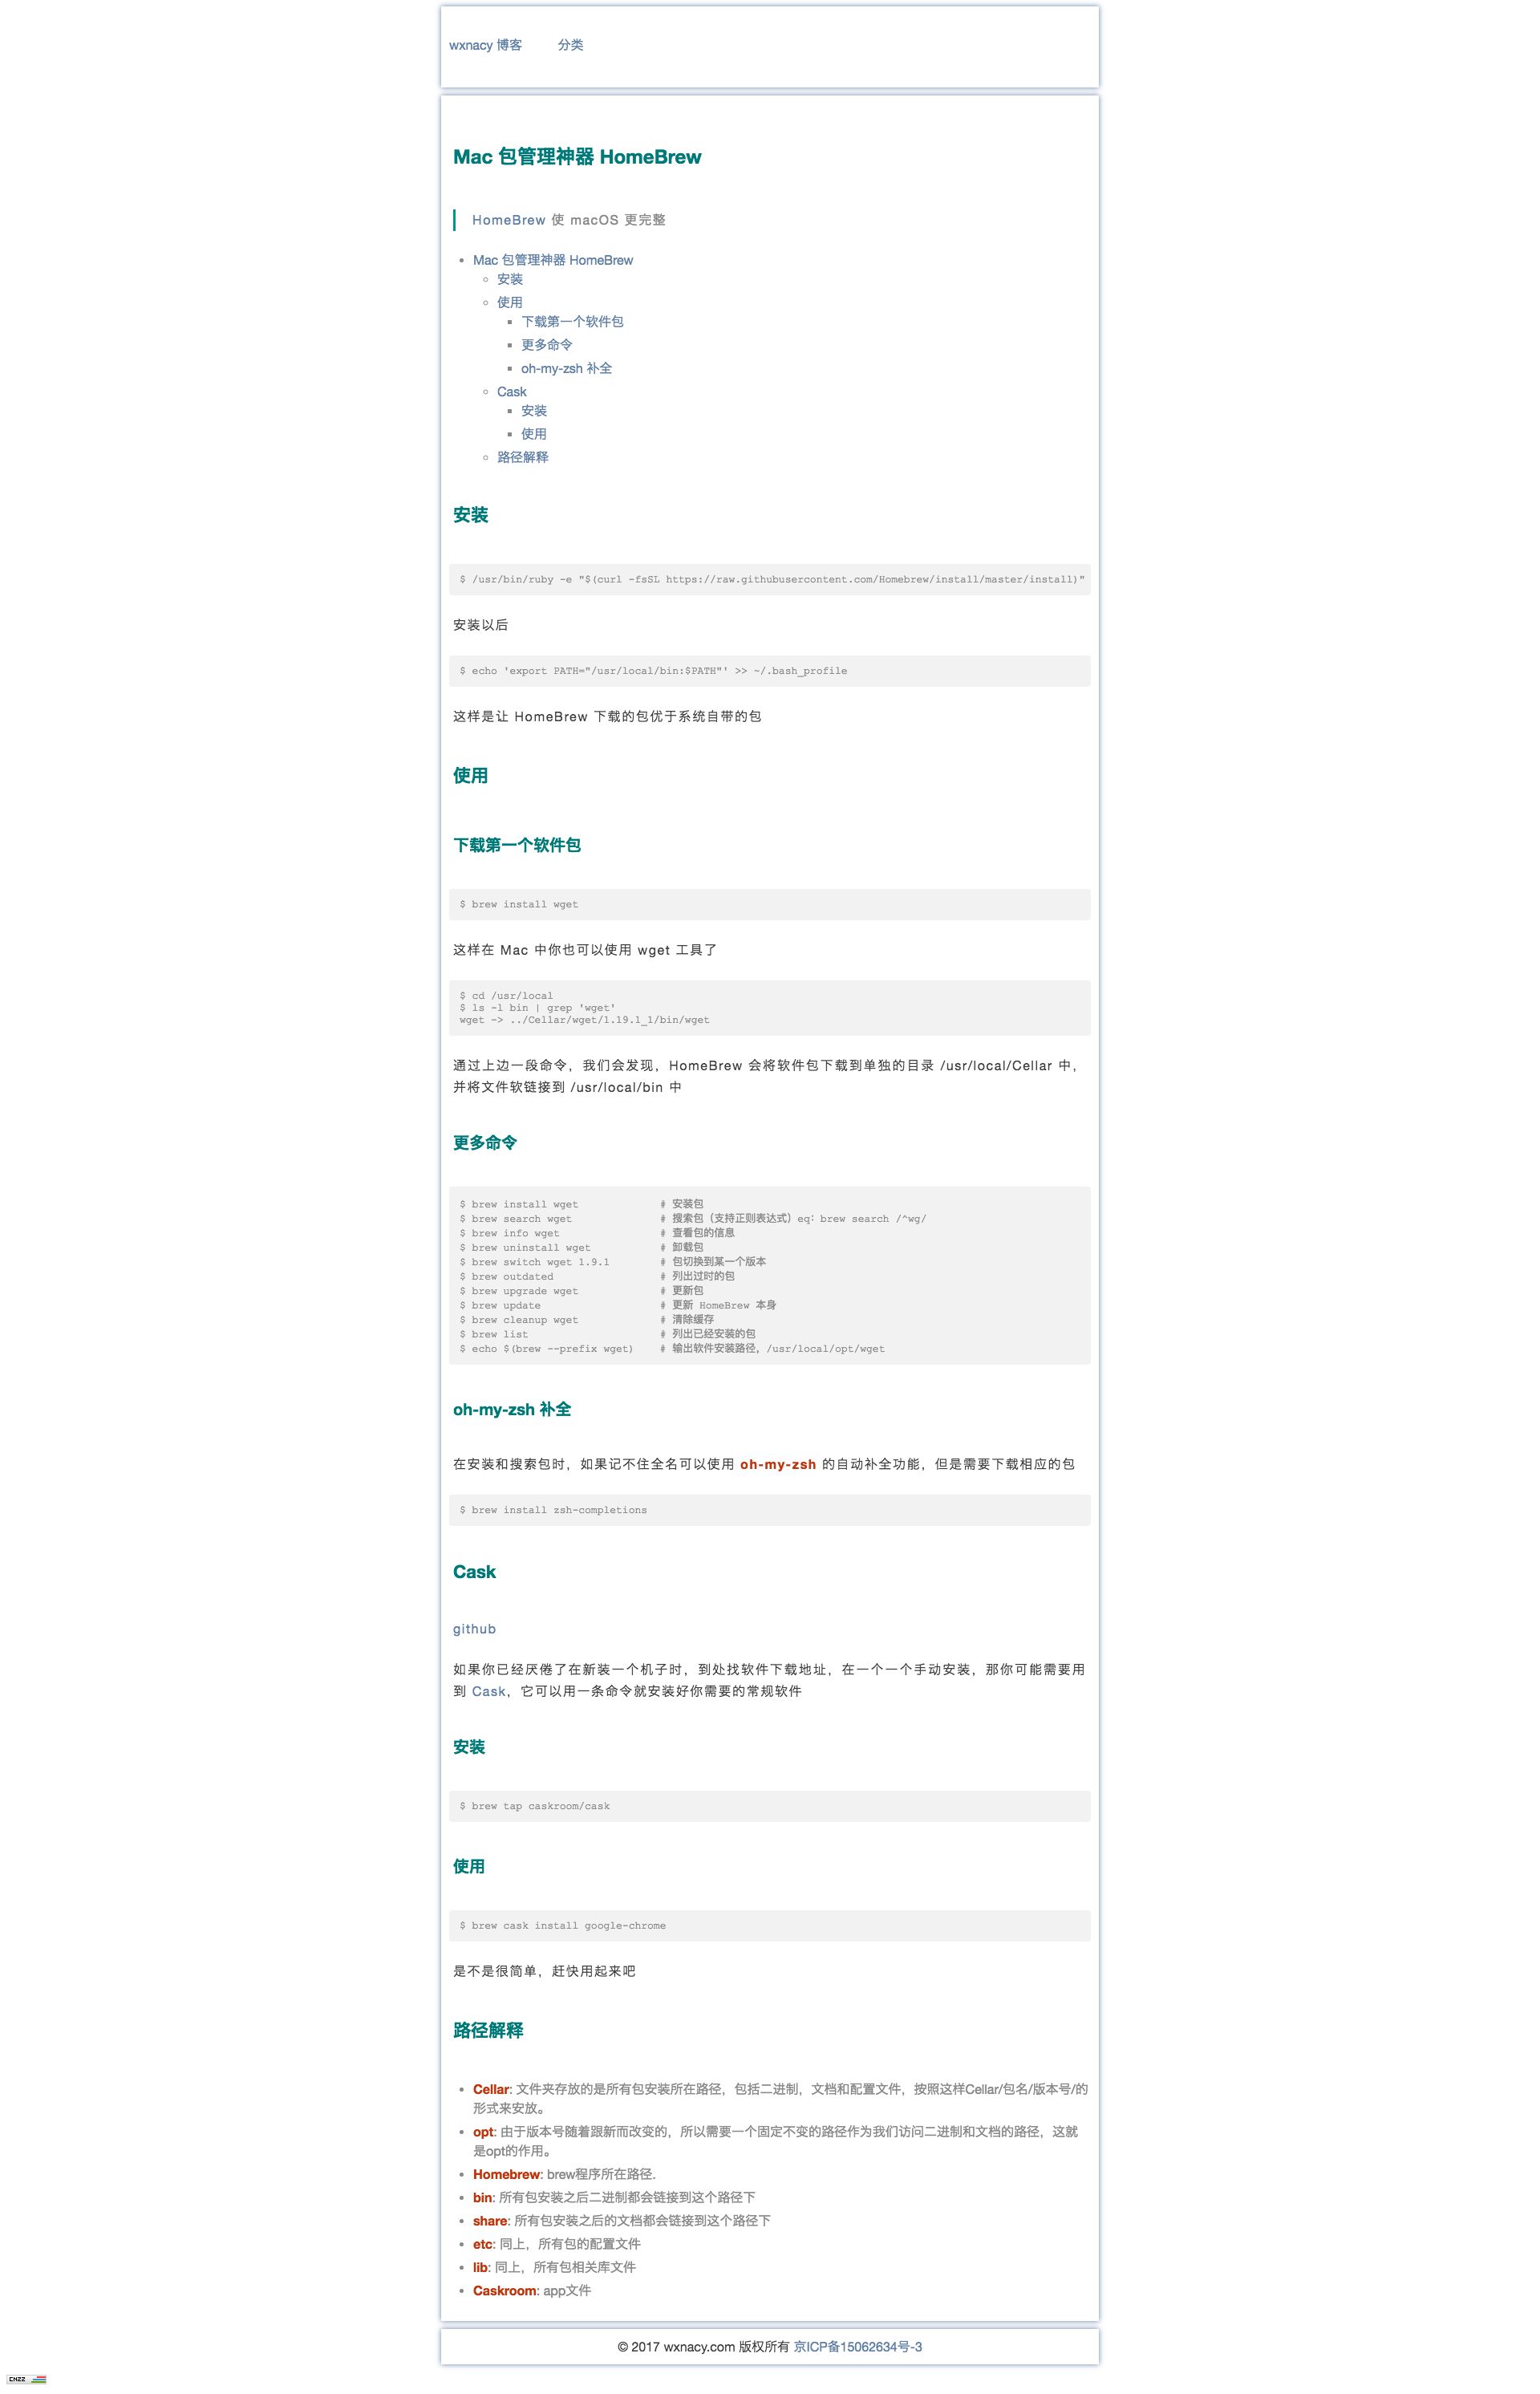 wxnacy 博客 分类
Mac 包管理神器 HomeBrew
HomeBrew 使 macOS 更完整
Mac 包管理神器 HomeBrew
安装
使用
下载第一个软件包
更多命令
oh-my-zsh 补全
Cask
安装
使用
路径解释
安装
$ /usr/bin/ruby -e "$(curl -fsSL https://raw.githubusercontent.com/Homebrew/install/master/install)"
安装以后
$ echo 'export PATH="/usr/local/bin:$PATH"' >> ~/.bash_profile
这样是让 HomeBrew 下载的包优于系统自带的包
使用
下载第一个软件包
$ brew install wget
这样在 Mac 中你也可以使用 wget 工具了
$ cd /usr/local
$ ls -l bin | grep 'wget'
wget -> ../Cellar/wget/1.19.1_1/bin/wget
通过上边一段命令，我们会发现，HomeBrew 会将软件包下载到单独的目录 /usr/local/Cellar 中，
并将文件软链接到 /usr/local/bin 中
更多命令
$ brew install wget # 安装包
$ brew search wget # 搜索包（支持正则表达式）eq: brew search /^wg/
$ brew info wget # 查看包的信息
$ brew uninstall wget # 卸载包
$ brew switch wget 1.9.1 # 包切换到某一个版本
$ brew outdated # 列出过时的包
$ brew upgrade wget # 更新包
$ brew update # 更新 HomeBrew 本身
$ brew cleanup wget # 清除缓存
$ brew list # 列出已经安装的包
$ echo $(brew --prefix wget) # 输出软件安装路径，/usr/local/opt/wget
oh-my-zsh 补全
在安装和搜索包时，如果记不住全名可以使用 oh-my-zsh 的自动补全功能，但是需要下载相应的包
$ brew install zsh-completions
Cask
github
如果你已经厌倦了在新装一个机子时，到处找软件下载地址，在一个一个手动安装，那你可能需要用
到 Cask，它可以用一条命令就安装好你需要的常规软件
安装
$ brew tap caskroom/cask
使用
$ brew cask install google-chrome
是不是很简单，赶快用起来吧
路径解释
Cellar: 文件夹存放的是所有包安装所在路径，包括二进制，文档和配置文件，按照这样Cellar/包名/版本号/的
形式来安放。
opt: 由于版本号随着跟新而改变的，所以需要一个固定不变的路径作为我们访问二进制和文档的路径，这就
是opt的作用。
Homebrew: brew程序所在路径.
bin: 所有包安装之后二进制都会链接到这个路径下
share: 所有包安装之后的文档都会链接到这个路径下
etc: 同上，所有包的配置文件
lib: 同上，所有包相关库文件
Caskroom: app文件
© 2017 wxnacy.com 版权所有 京ICP备15062634号-3
CNZZ